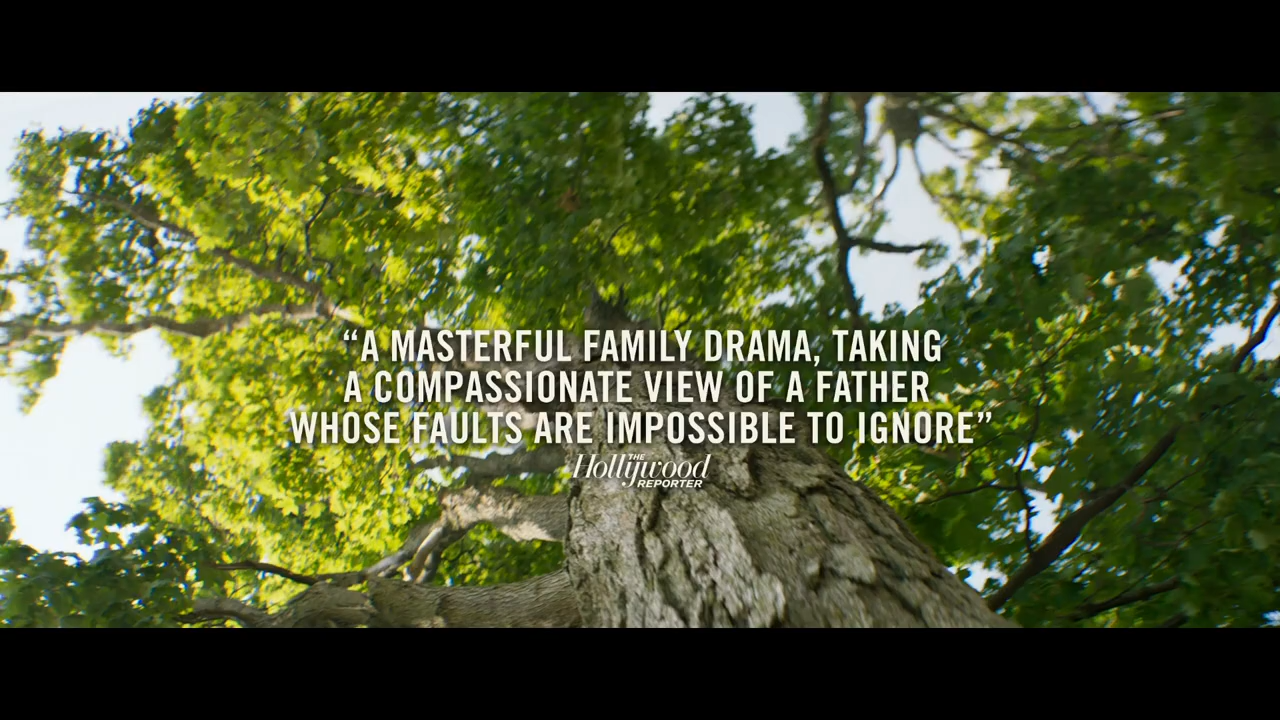 “A MASTERFUL FAMILY DRAMA, TAKING
A COMPASSIONATE VIEW OF A FATHER
WHOSE FAULTS ARE IMPOSSIBLE TO IGNORE”
THE
Hollywood
REPORTER